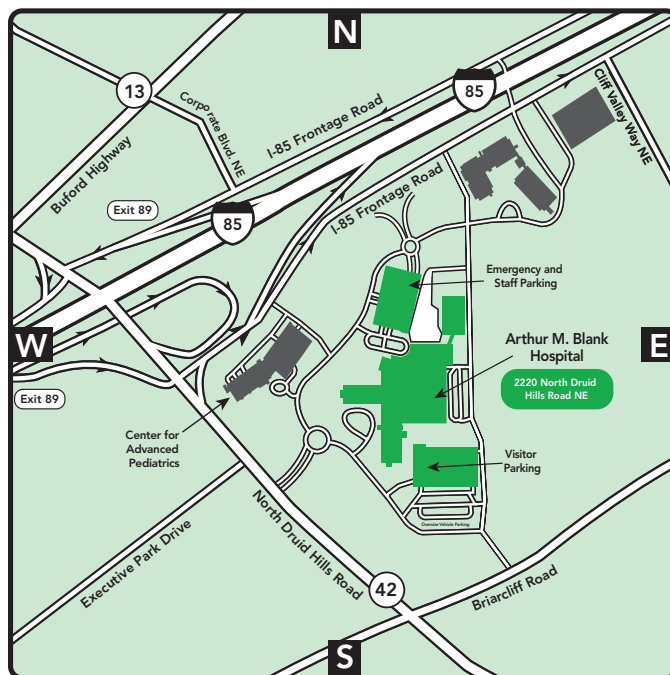 N
13
85
Corporate Blvd. NE
I-85 Frontage Road
Cliff Valley Way NE
Buford Highway
Exit 89
85
I-85 Frontage Road
Emergency and
Staff Parking
W
E
Arthur M. Blank
Hospital
2220 North Druid
Hills Road NE
Exit 89
Center for
Advanced
Pediatrics
Visitor
Parking
Oversize Vehicle Parking
North Druid Hills Road
Executive Park Drive
42
Briarcliff Road
S